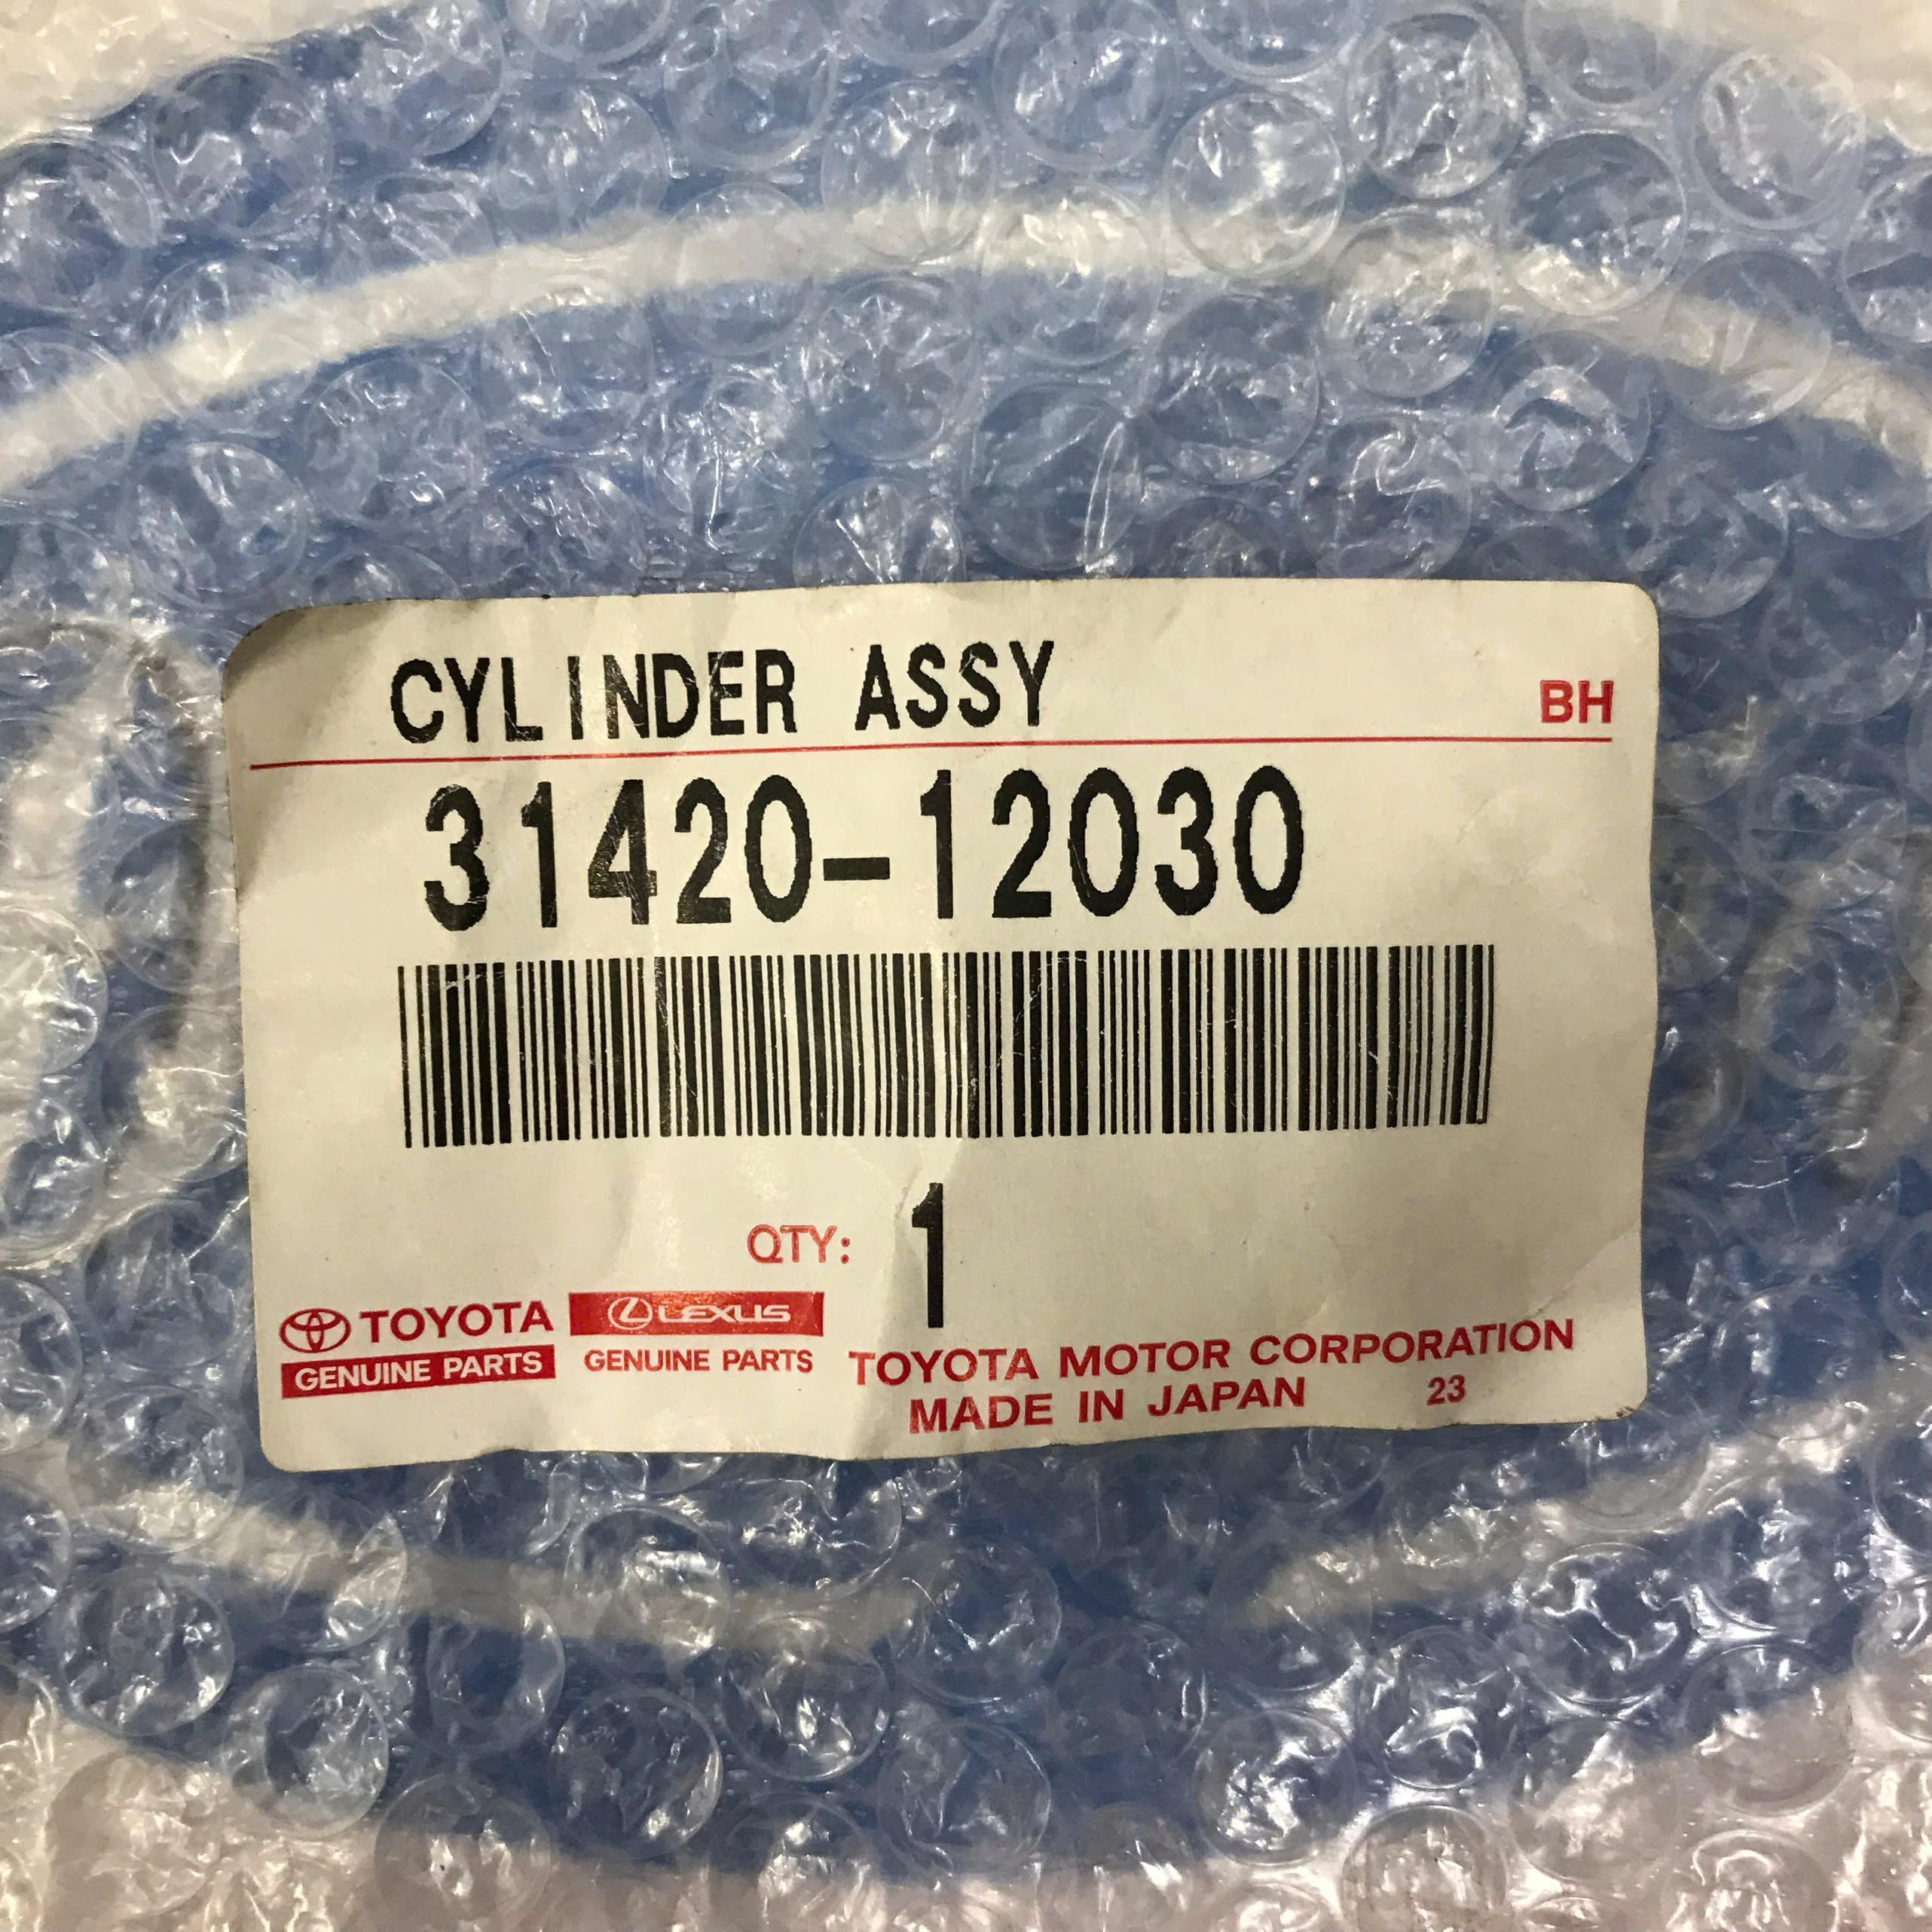 CYLINDER ASSY
BH
31420-12030
QTY: 1
TOYOTA
GENUINE PARTS
LEXUS
GENUINE PARTS
TOYOTA MOTOR CORPORATION
MADE IN JAPAN 23